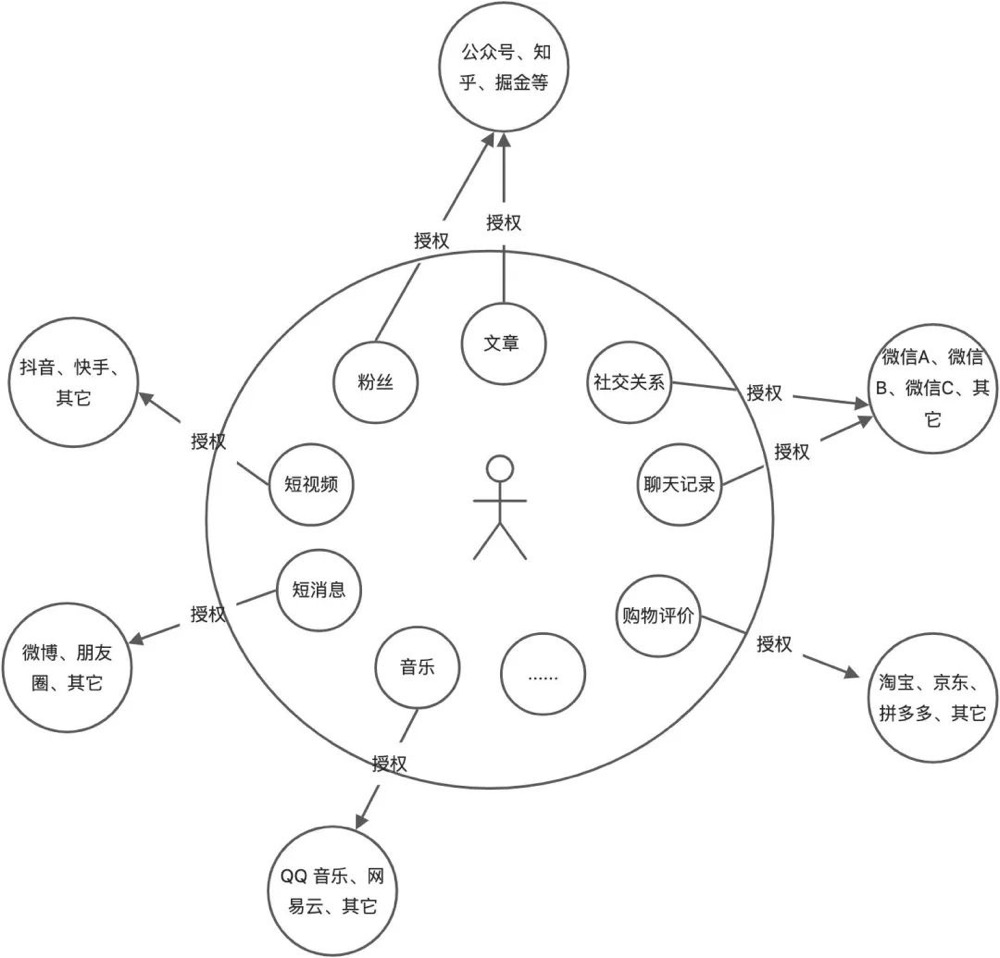 公众号、知
乎、掘金等
授权
授权
文章
粉丝
社交关系
抖音、快手、
其它
微信A、微信
B、微信C、其
它
授权
授权
授权
短视频
聊天记录
短消息
购物评价
授权
授权
微博、朋友
圈、其它
音乐
......
淘宝、京东、
拼多多、其它
授权
QQ 音乐、网
易云、其它